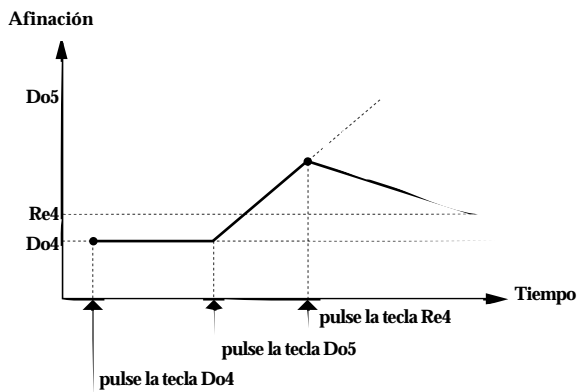 Afinación
Do5
Re4
Do4
Tiempo
pulse la tecla Re4
pulse la tecla Do5
pulse la tecla Do4